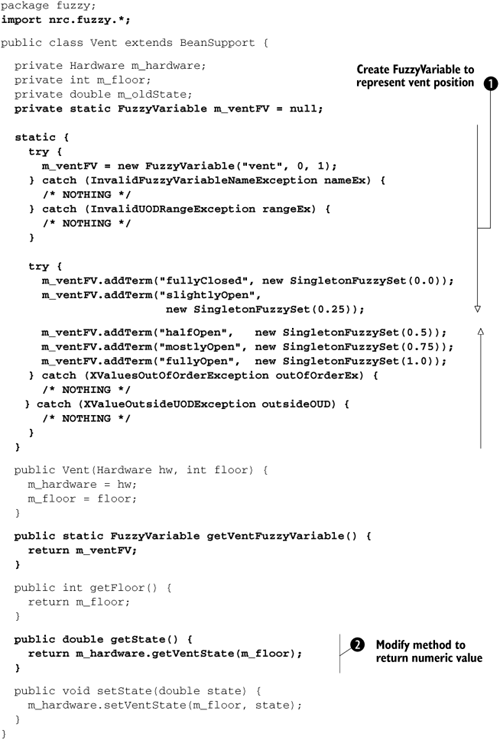 package fuzzy;
import nrc.fuzzy.*;
public class Vent extends BeanSupport {
private Hardware m_hardware;
private int m_floor;
private double m_oldState;
private static FuzzyVariable m_ventFV = null;
Create FuzzyVariable to
represent vent position
1
static {
try {
m_ventFV = new FuzzyVariable("vent", 0, 1);
} catch (InvalidFuzzyVariableNameException nameEx) {
/* NOTHING */
} catch (InvalidUODRangeException rangeEx) {
/* NOTHING */
}
try {
m_ventFV.addTerm("fullyClosed", new SingletonFuzzySet(0.0));
m_ventFV.addTerm("slightlyOpen",
new SingletonFuzzySet(0.25));
m_ventFV.addTerm("halfOpen", new SingletonFuzzySet(0.5));
m_ventFV.addTerm("mostlyOpen", new SingletonFuzzySet(0.75));
m_ventFV.addTerm("fullyOpen", new SingletonFuzzySet(1.0));
} catch (XValuesOutOfOrderException outOfOrderEx) {
/* NOTHING */
} catch (XValueOutsideUODException outsideOUD) {
/* NOTHING */
}
}
public Vent(Hardware hw, int floor) {
m_hardware = hw;
m_floor = floor;
}
public static FuzzyVariable getVentFuzzyVariable() {
return m_ventFV;
}
public int getFloor() {
return m_floor;
}
public double getState() {
return m_hardware.getVentState(m_floor);
}
2 Modify method to
return numeric value
public void setState(double state) {
m_hardware.setVentState(m_floor, state);
}
}